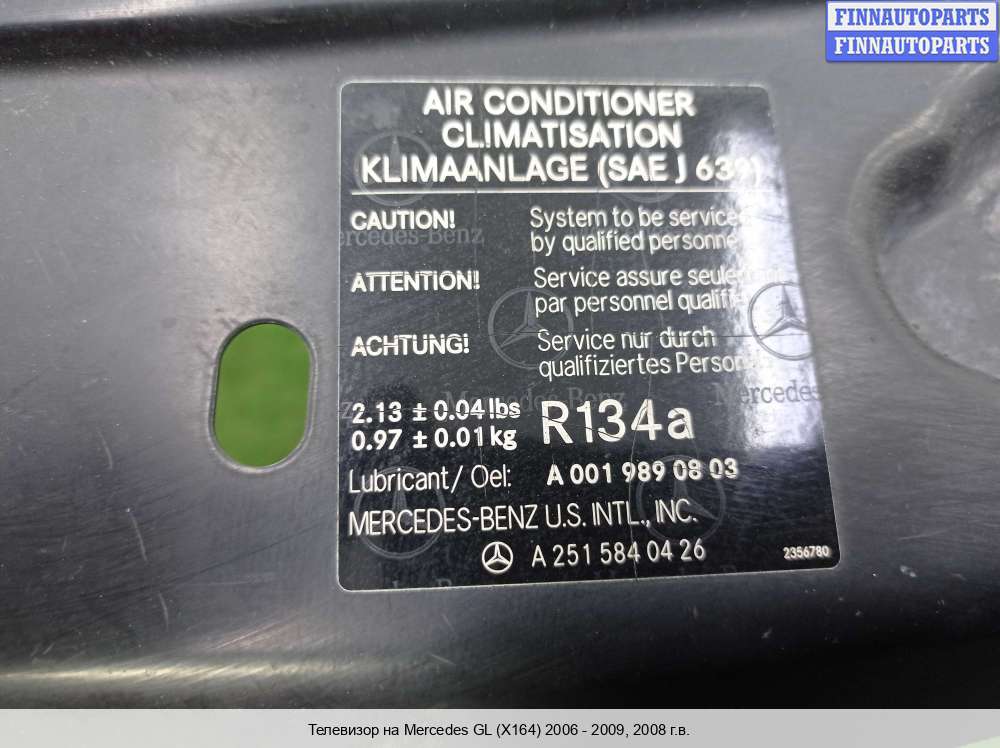 FINNAUTOPARTS
FINNAUTOPARTS
AIR CONDITIONER
CLIMATISATION
KLIMAANLAGE (SAE J 639)
CAUTION! System to be serviced
by qualified personnel
ATTENTION! Service assure seulement
par personnel qualifié
ACHTUNG! Service nur durch
qualifiziertes Personal
2.13 ± 0.04 lbs
0.97 ± 0.01 kg R134a
Lubricant/ Oel: A 001 989 08 03
MERCEDES-BENZ U.S. INTL., INC.
A 251 584 04 26 2356780
Телевизор на Mercedes GL (X164) 2006 - 2009, 2008 г.в.